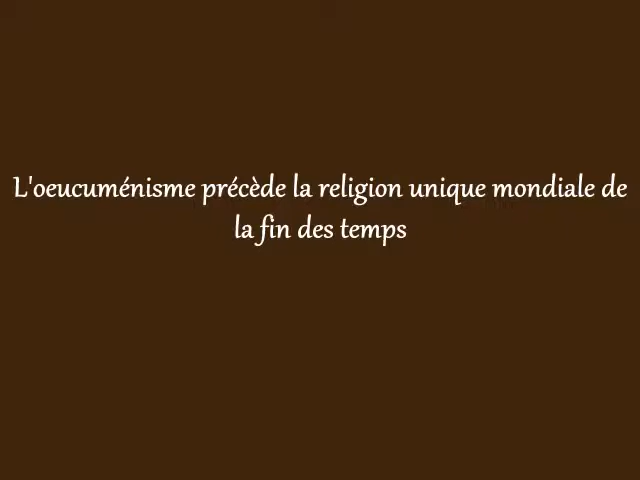 L'oeucuménisme précède la religion unique mondiale de
la fin des temps